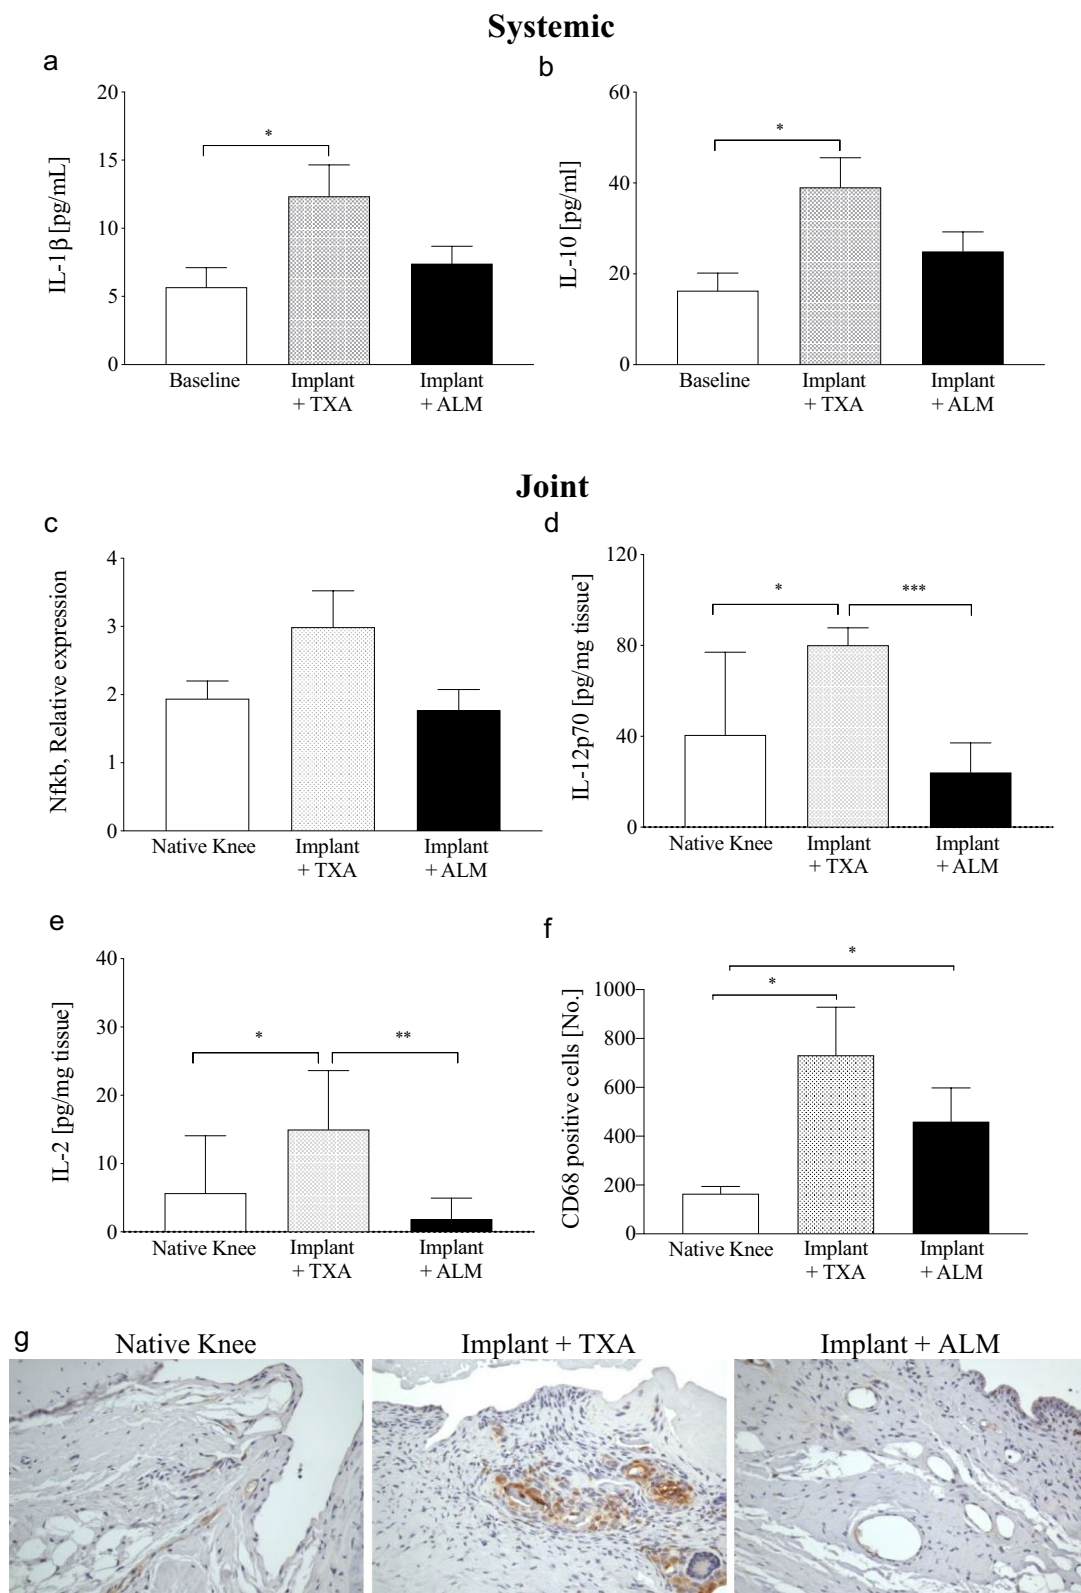 Systemic
a
b
20
15
10
5
0
IL-1β [pg/mL]
*
Baseline
Implant
+ TXA
Implant
+ ALM
60
40
20
0
IL-10 [pg/ml]
*
Baseline
Implant
+ TXA
Implant
+ ALM
Joint
c
d
4
3
2
1
0
Nfkb, Relative expression
Native Knee
Implant
+ TXA
Implant
+ ALM
120
80
40
0
IL-12p70 [pg/mg tissue]
*
***
Native Knee
Implant
+ TXA
Implant
+ ALM
e
f
40
30
20
10
0
IL-2 [pg/mg tissue]
*
**
Native Knee
Implant
+ TXA
Implant
+ ALM
1000
800
600
400
200
0
CD68 positive cells [No.]
*
*
Native Knee
Implant
+ TXA
Implant
+ ALM
g
Native Knee
Implant + TXA
Implant + ALM